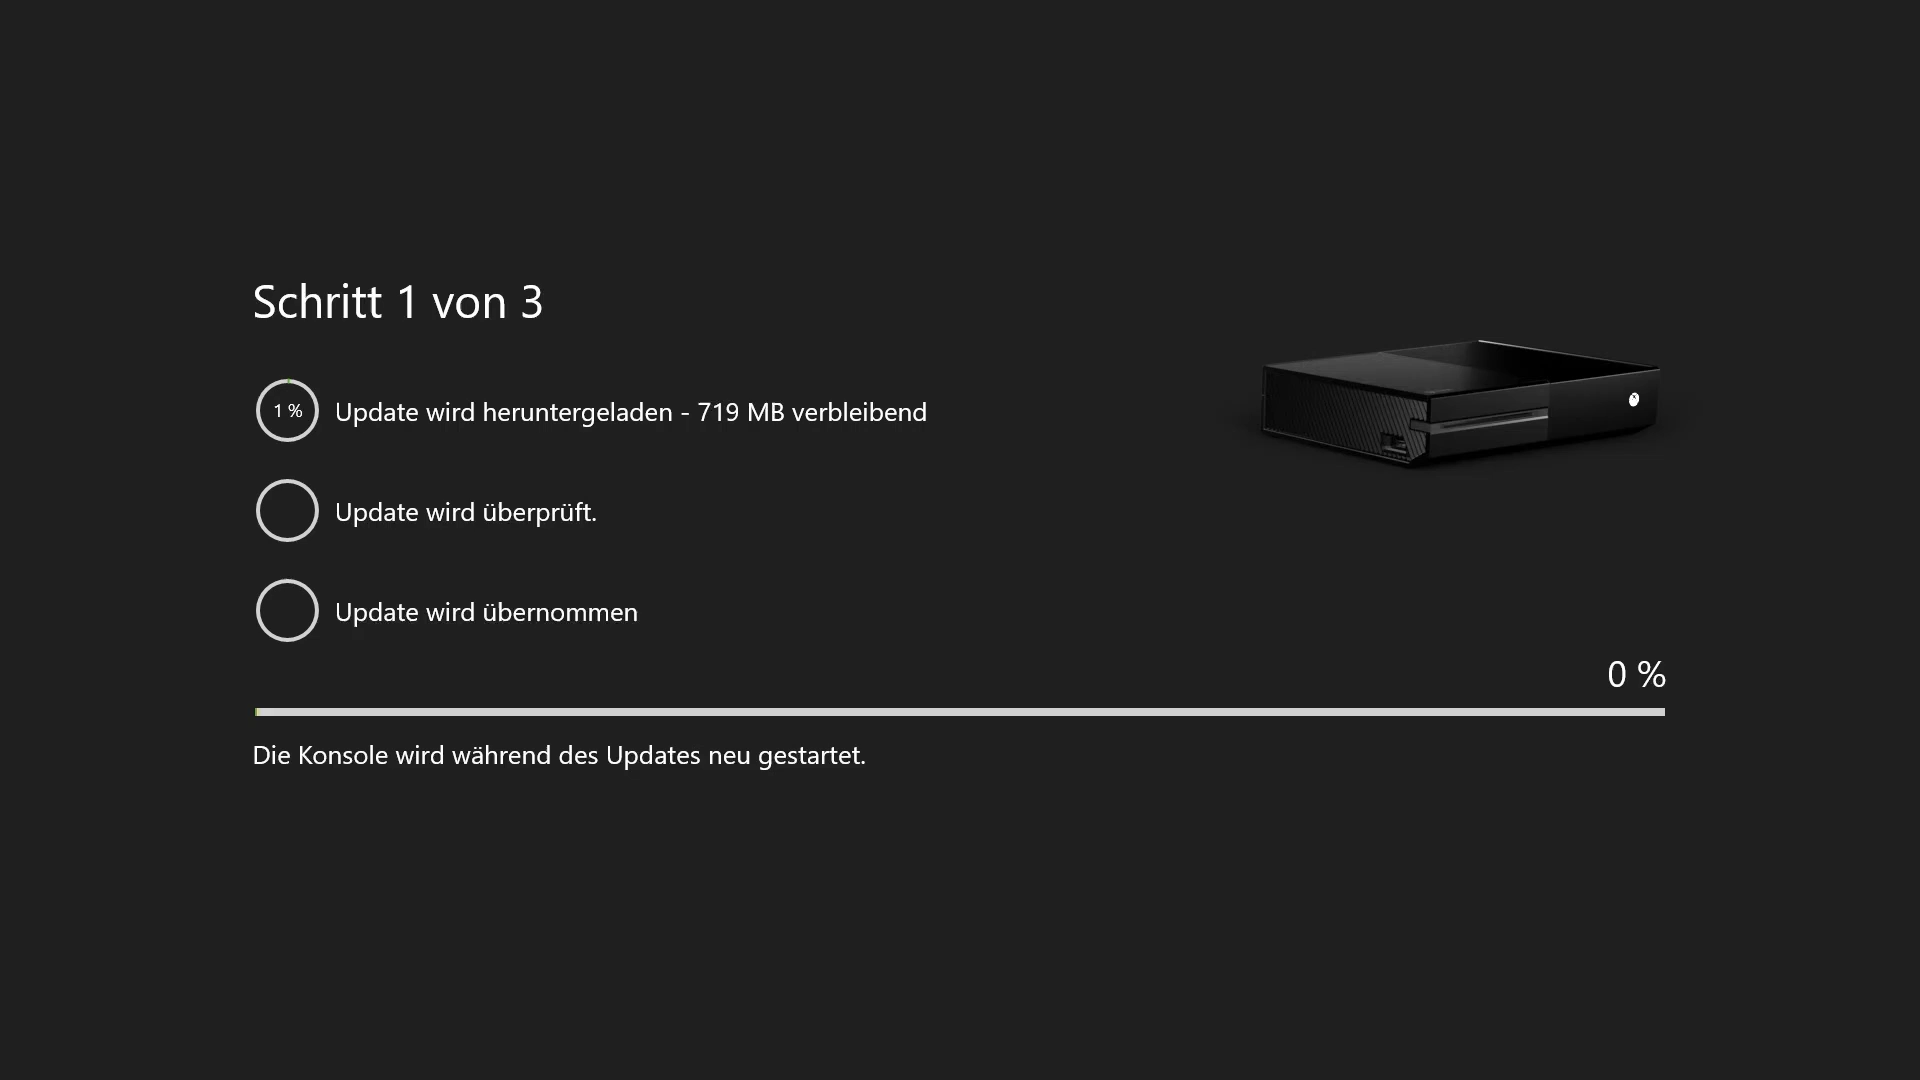 Schritt 1 von 3
1 %
Update wird heruntergeladen - 719 MB verbleibend
Update wird überprüft.
Update wird übernommen
0 %
Die Konsole wird während des Updates neu gestartet.